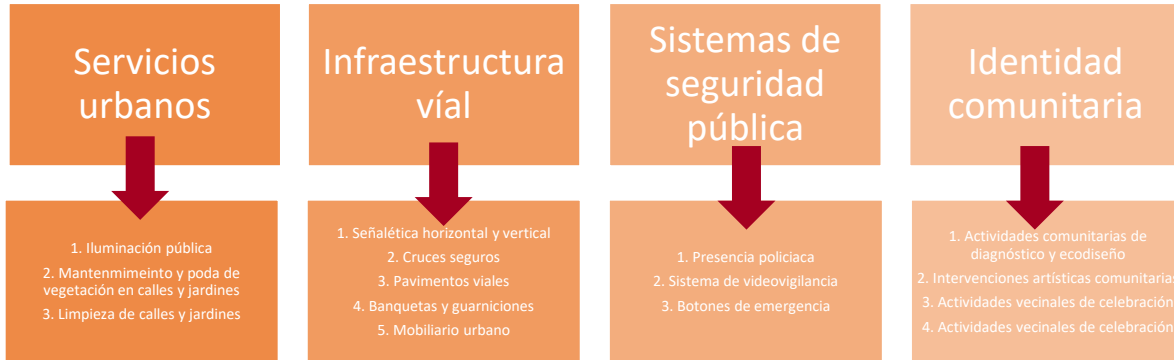 Servicios
urbanos
1. Iluminación pública
2. Mantenmimeinto y poda de
vegetación en calles y jardines
3. Limpieza de calles y jardines
Infraestructura
víal
1. Señalética horizontal y vertical
2. Cruces seguros
3. Pavimentos viales
4. Banquetas y guarniciones
5. Mobiliario urbano
Sistemas de
seguridad
pública
1. Presencia policiaca
2. Sistema de videovigilancia
3. Botones de emergencia
Identidad
comunitaria
1. Actividades comunitarias de
diagnóstico y ecodiseño
2. Intervenciones artísticas comunitarias
3. Actividades vecinales de celebración
4. Actividades vecinales de celebración